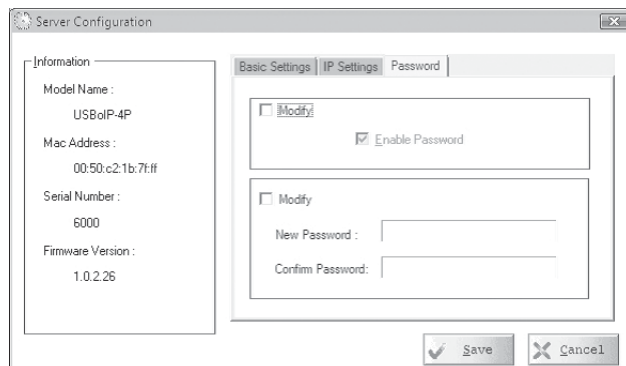 Server Configuration
Information
Model Name :
USBoIP-4P
Mac Address :
00:50:c2:1b:7f:ff
Serial Number :
6000
Firmware Version :
1.0.2.26
Basic Settings IP Settings Password
Modify
Enable Password
Modify
New Password :
Confirm Password:
Save Cancel